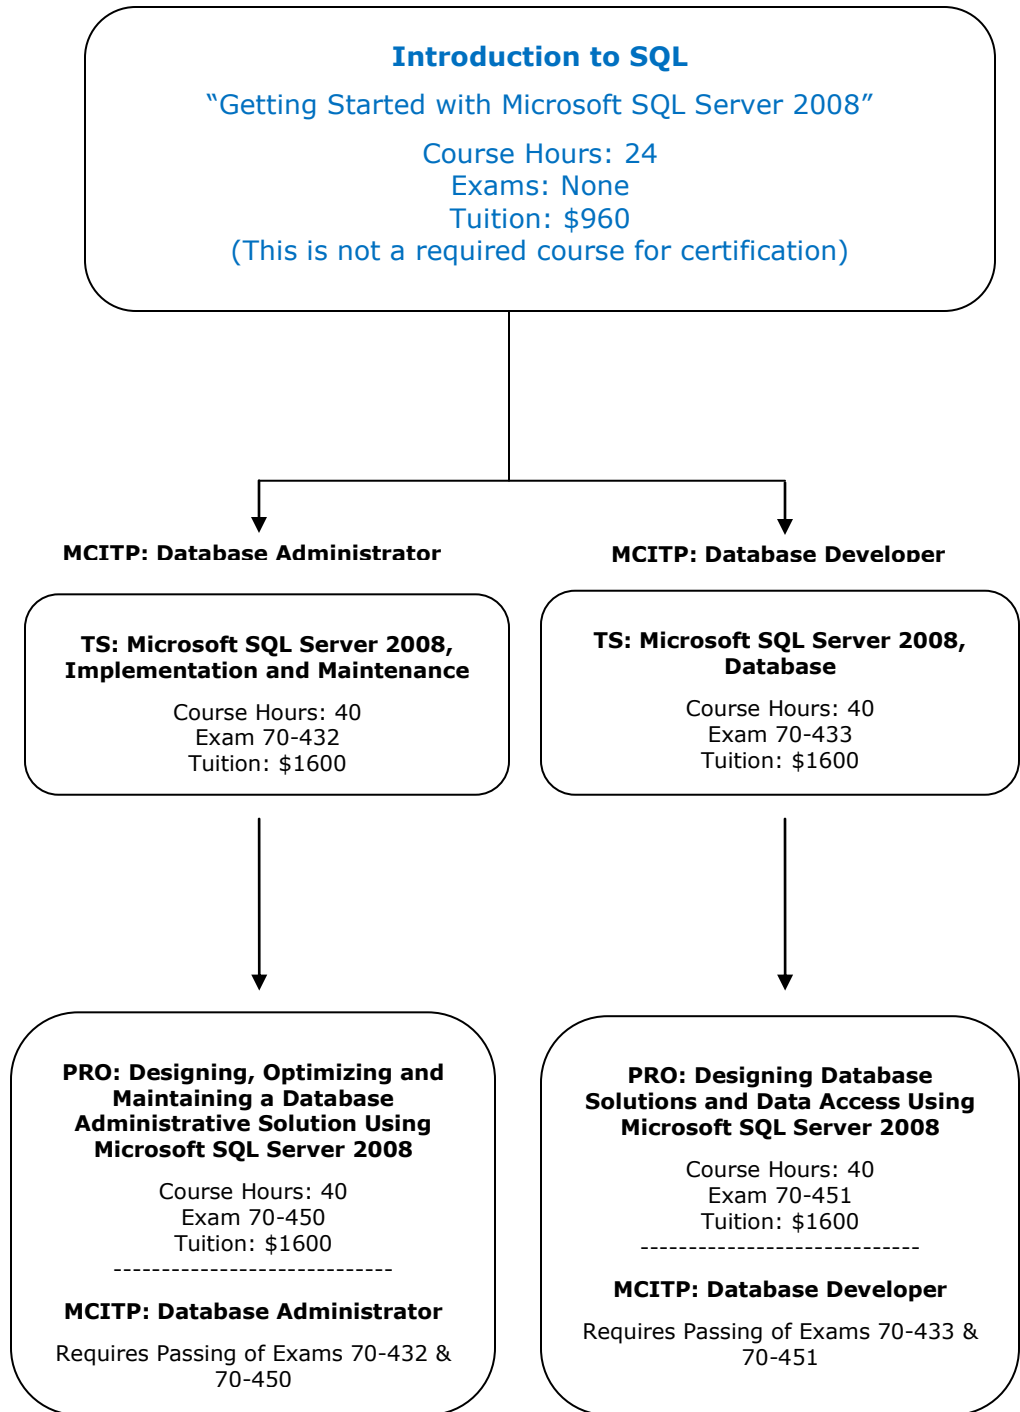 Introduction to SQL
“Getting Started with Microsoft SQL Server 2008”
Course Hours: 24
Exams: None
Tuition: $960
(This is not a required course for certification)
MCITP: Database Administrator
TS: Microsoft SQL Server 2008,
Implementation and Maintenance
Course Hours: 40
Exam 70-432
Tuition: $1600
PRO: Designing, Optimizing and
Maintaining a Database
Administrative Solution Using
Microsoft SQL Server 2008
Course Hours: 40
Exam 70-450
Tuition: $1600
-----------------------------
MCITP: Database Administrator
Requires Passing of Exams 70-432 &
70-450
MCITP: Database Developer
TS: Microsoft SQL Server 2008,
Database
Course Hours: 40
Exam 70-433
Tuition: $1600
PRO: Designing Database
Solutions and Data Access Using
Microsoft SQL Server 2008
Course Hours: 40
Exam 70-451
Tuition: $1600
-----------------------------
MCITP: Database Developer
Requires Passing of Exams 70-433 &
70-451